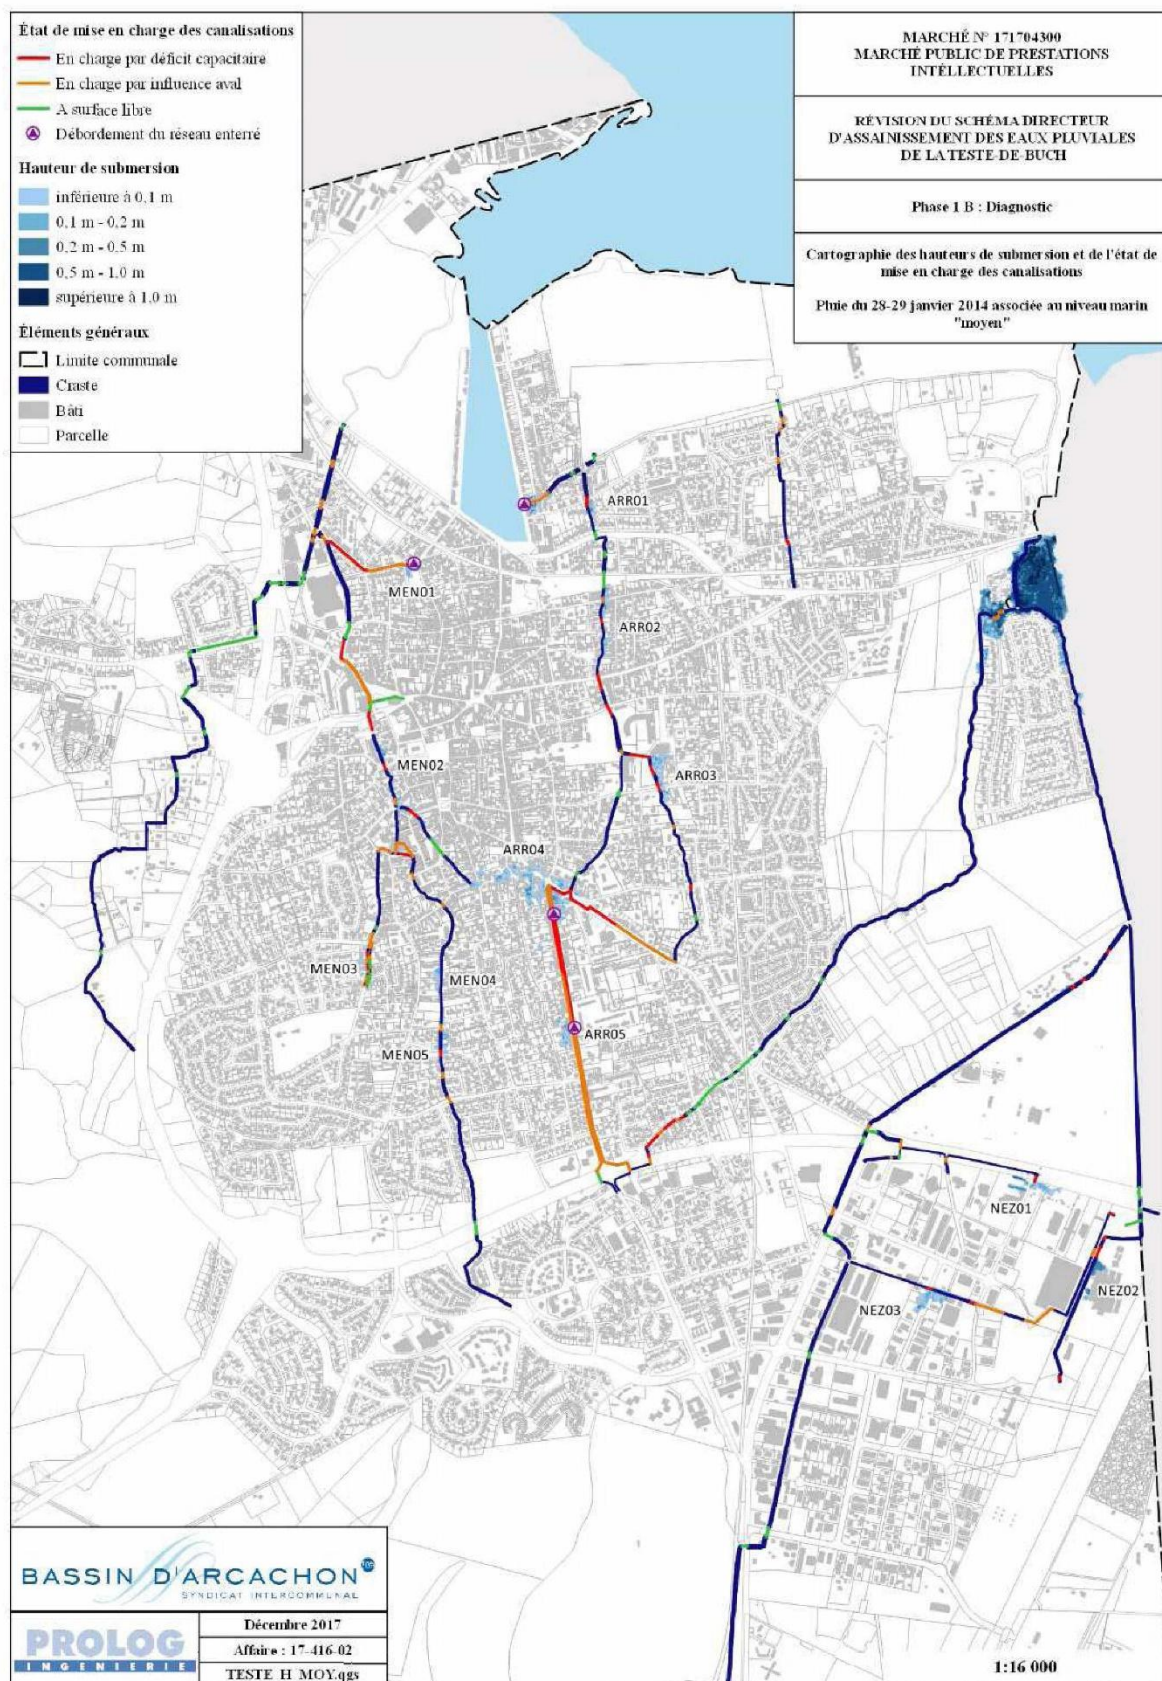 État de mise en charge des canalisations
En charge par déficit capacitaire
En charge par influence aval
A surface libre
Débordement du réseau enterré
Hauteur de submersion
inférieure à 0,1 m
0,1 m - 0,2 m
0,2 m - 0,5 m
0,5 m - 1,0 m
supérieure à 1,0 m
Éléments généraux
Limite communale
Craste
Bâti
Parcelle
MARCHÉ N° 171704300
MARCHÉ PUBLIC DE PRESTATIONS
INTÉLLECTUELLES
RÉVISION DU SCHÉMA DIRECTEUR
D'ASSAINISSEMENT DES EAUX PLUVIALES
DE LA TESTE-DE-BUCH
Phase 1 B : Diagnostic
Cartographie des hauteurs de submersion et de l'état de
mise en charge des canalisations
Pluie du 28-29 janvier 2014 associée au niveau marin
"moyen"
ARR01
MEN01
ARR02
MEN02
ARR03
ARR04
MEN03
MEN04
ARR05
MEN05
NEZ01
NEZ02
NEZ03
BASSIN D'ARCACHON
SYNDICAT INTERCOMMUNAL
PROLOG
INGENIERIE
Décembre 2017
Affaire : 17-416-02
TESTE_H_MOY.qgs
1:16 000